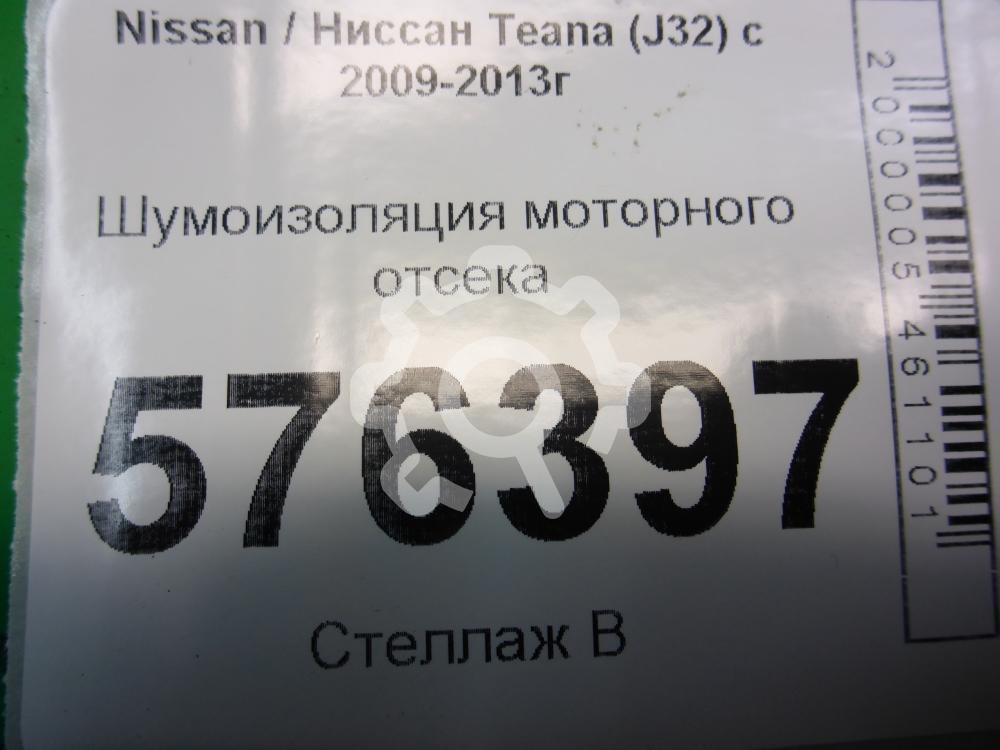 Nissan / Ниссан Teana (J32) с
2009-2013г
Шумоизоляция моторного
отсека
576397
Стеллаж В
2000005461101